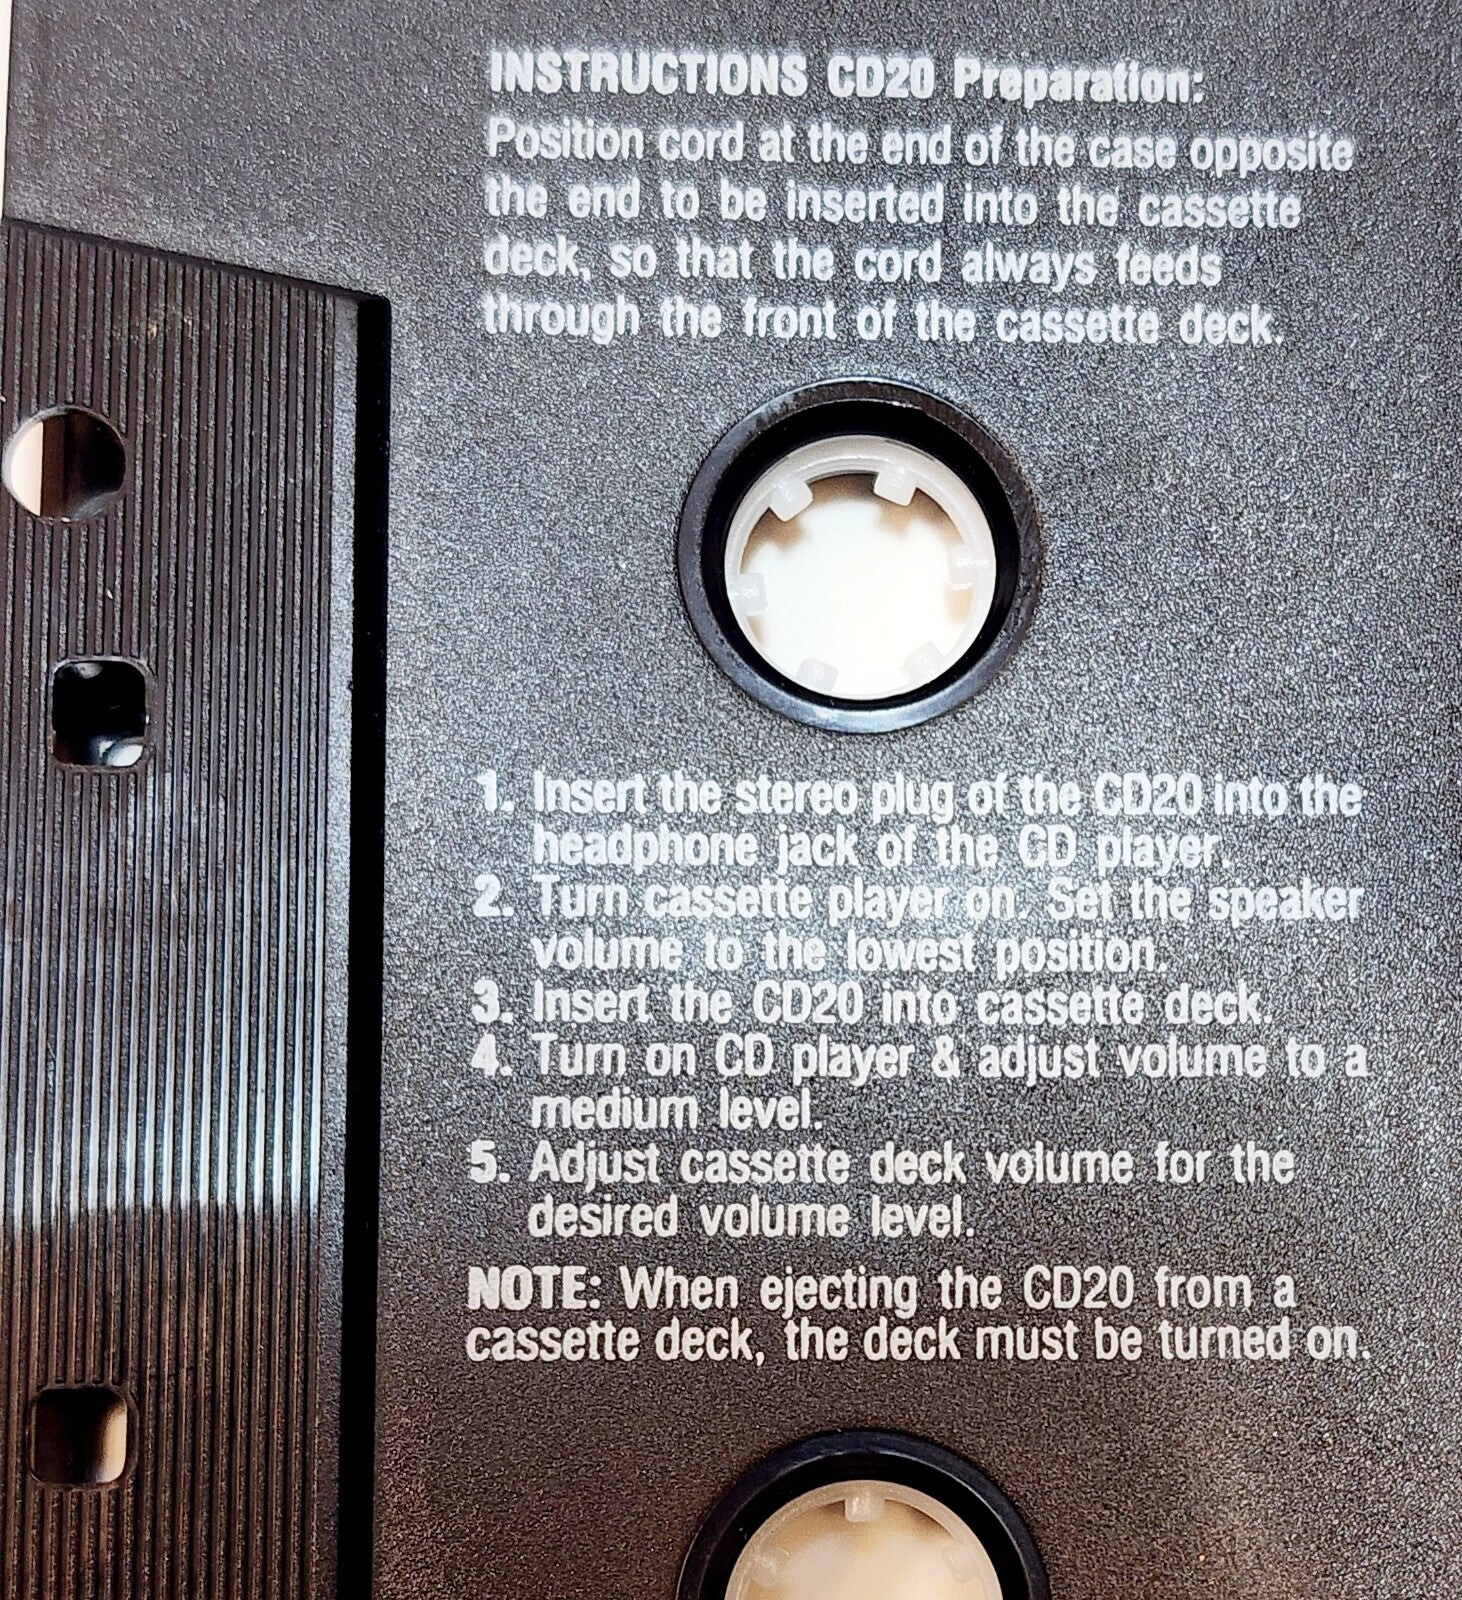 INSTRUCTIONS CD20 Preparation:
Position cord at the end of the case opposite
the end to be inserted into the cassette
deck, so that the cord always feeds
through the front of the cassette deck.
1. Insert the stereo plug of the CD20 into the
headphone jack of the CD player.
2. Turn cassette player on. Set the speaker
volume to the lowest position.
3. Insert the CD20 into cassette deck.
4. Turn on CD player & adjust volume to a
medium level.
5. Adjust cassette deck volume for the
desired volume level.
NOTE: When ejecting the CD20 from a
cassette deck, the deck must be turned on.